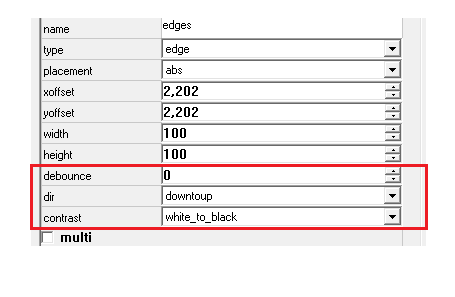 name edges
type edge
placement abs
xoffset 2,202
yoffset 2,202
width 100
height 100
debounce 0
dir downtoup
contrast white_to_black
multi